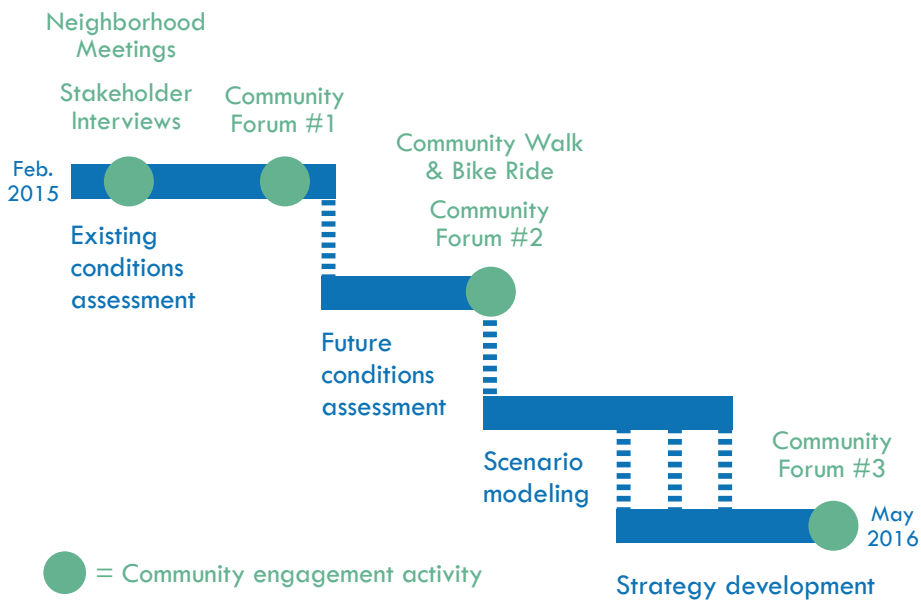 Neighborhood
Meetings
Stakeholder
Interviews
Community
Forum #1
Feb.
2015
Existing
conditions
assessment
Community Walk
& Bike Ride
Community
Forum #2
Future
conditions
assessment
Scenario
modeling
Community
Forum #3
May
2016
Strategy development
= Community engagement activity